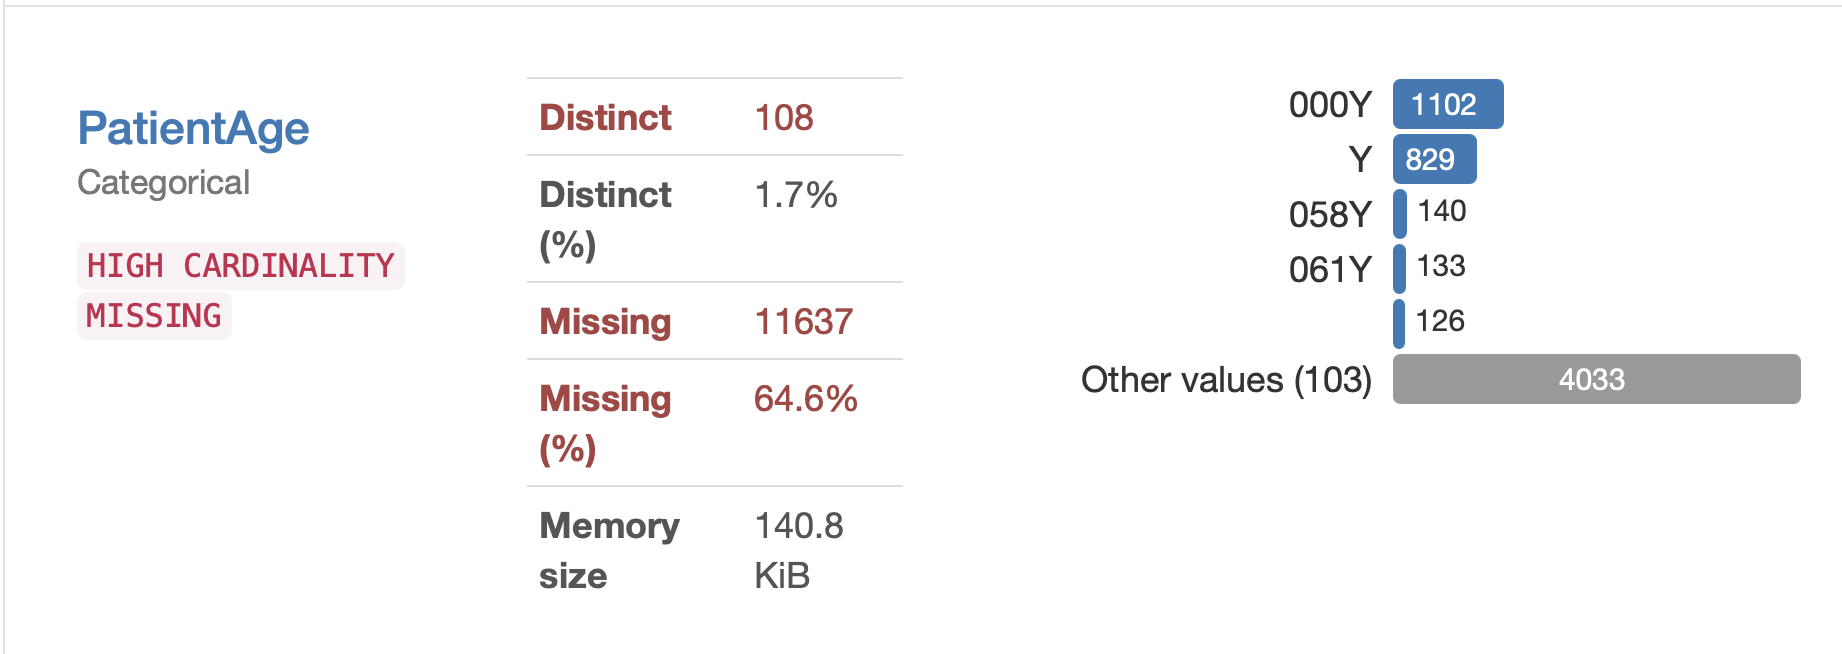 PatientAge
Categorical
HIGH CARDINALITY
MISSING
Distinct 108
Distinct 1.7%
(%)
Missing 11637
Missing 64.6%
(%)
Memory 140.8
size KiB
000Y 1102
Y 829
058Y 140
061Y 133
126
Other values (103) 4033